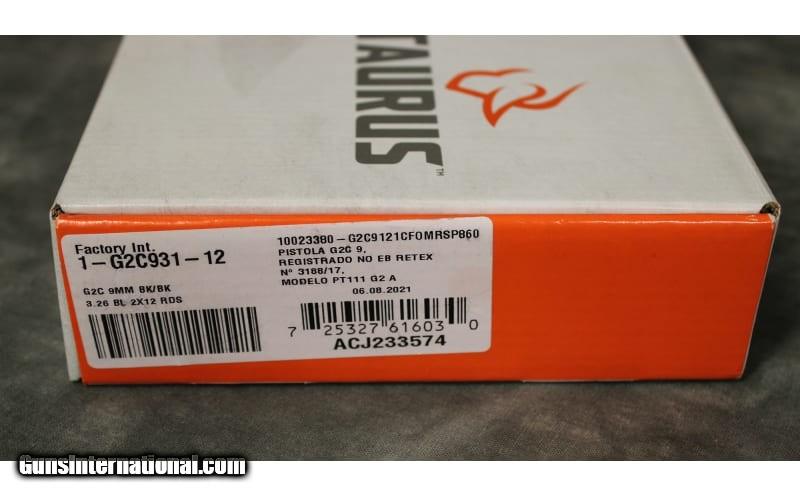 TAURUS™
Factory Int.
1-G2C931-12
G2C 9MM BK/BK
3.26 BL 2X12 RDS
10023380-G2C9121CFOMRSP860
PISTOLA G2C 9,
REGISTRADO NO EB RETEX
Nº 3188/17,
MODELO PT111 G2 A
06.08.2021
7 25327 61603 0
ACJ233574
GunsInternational.com